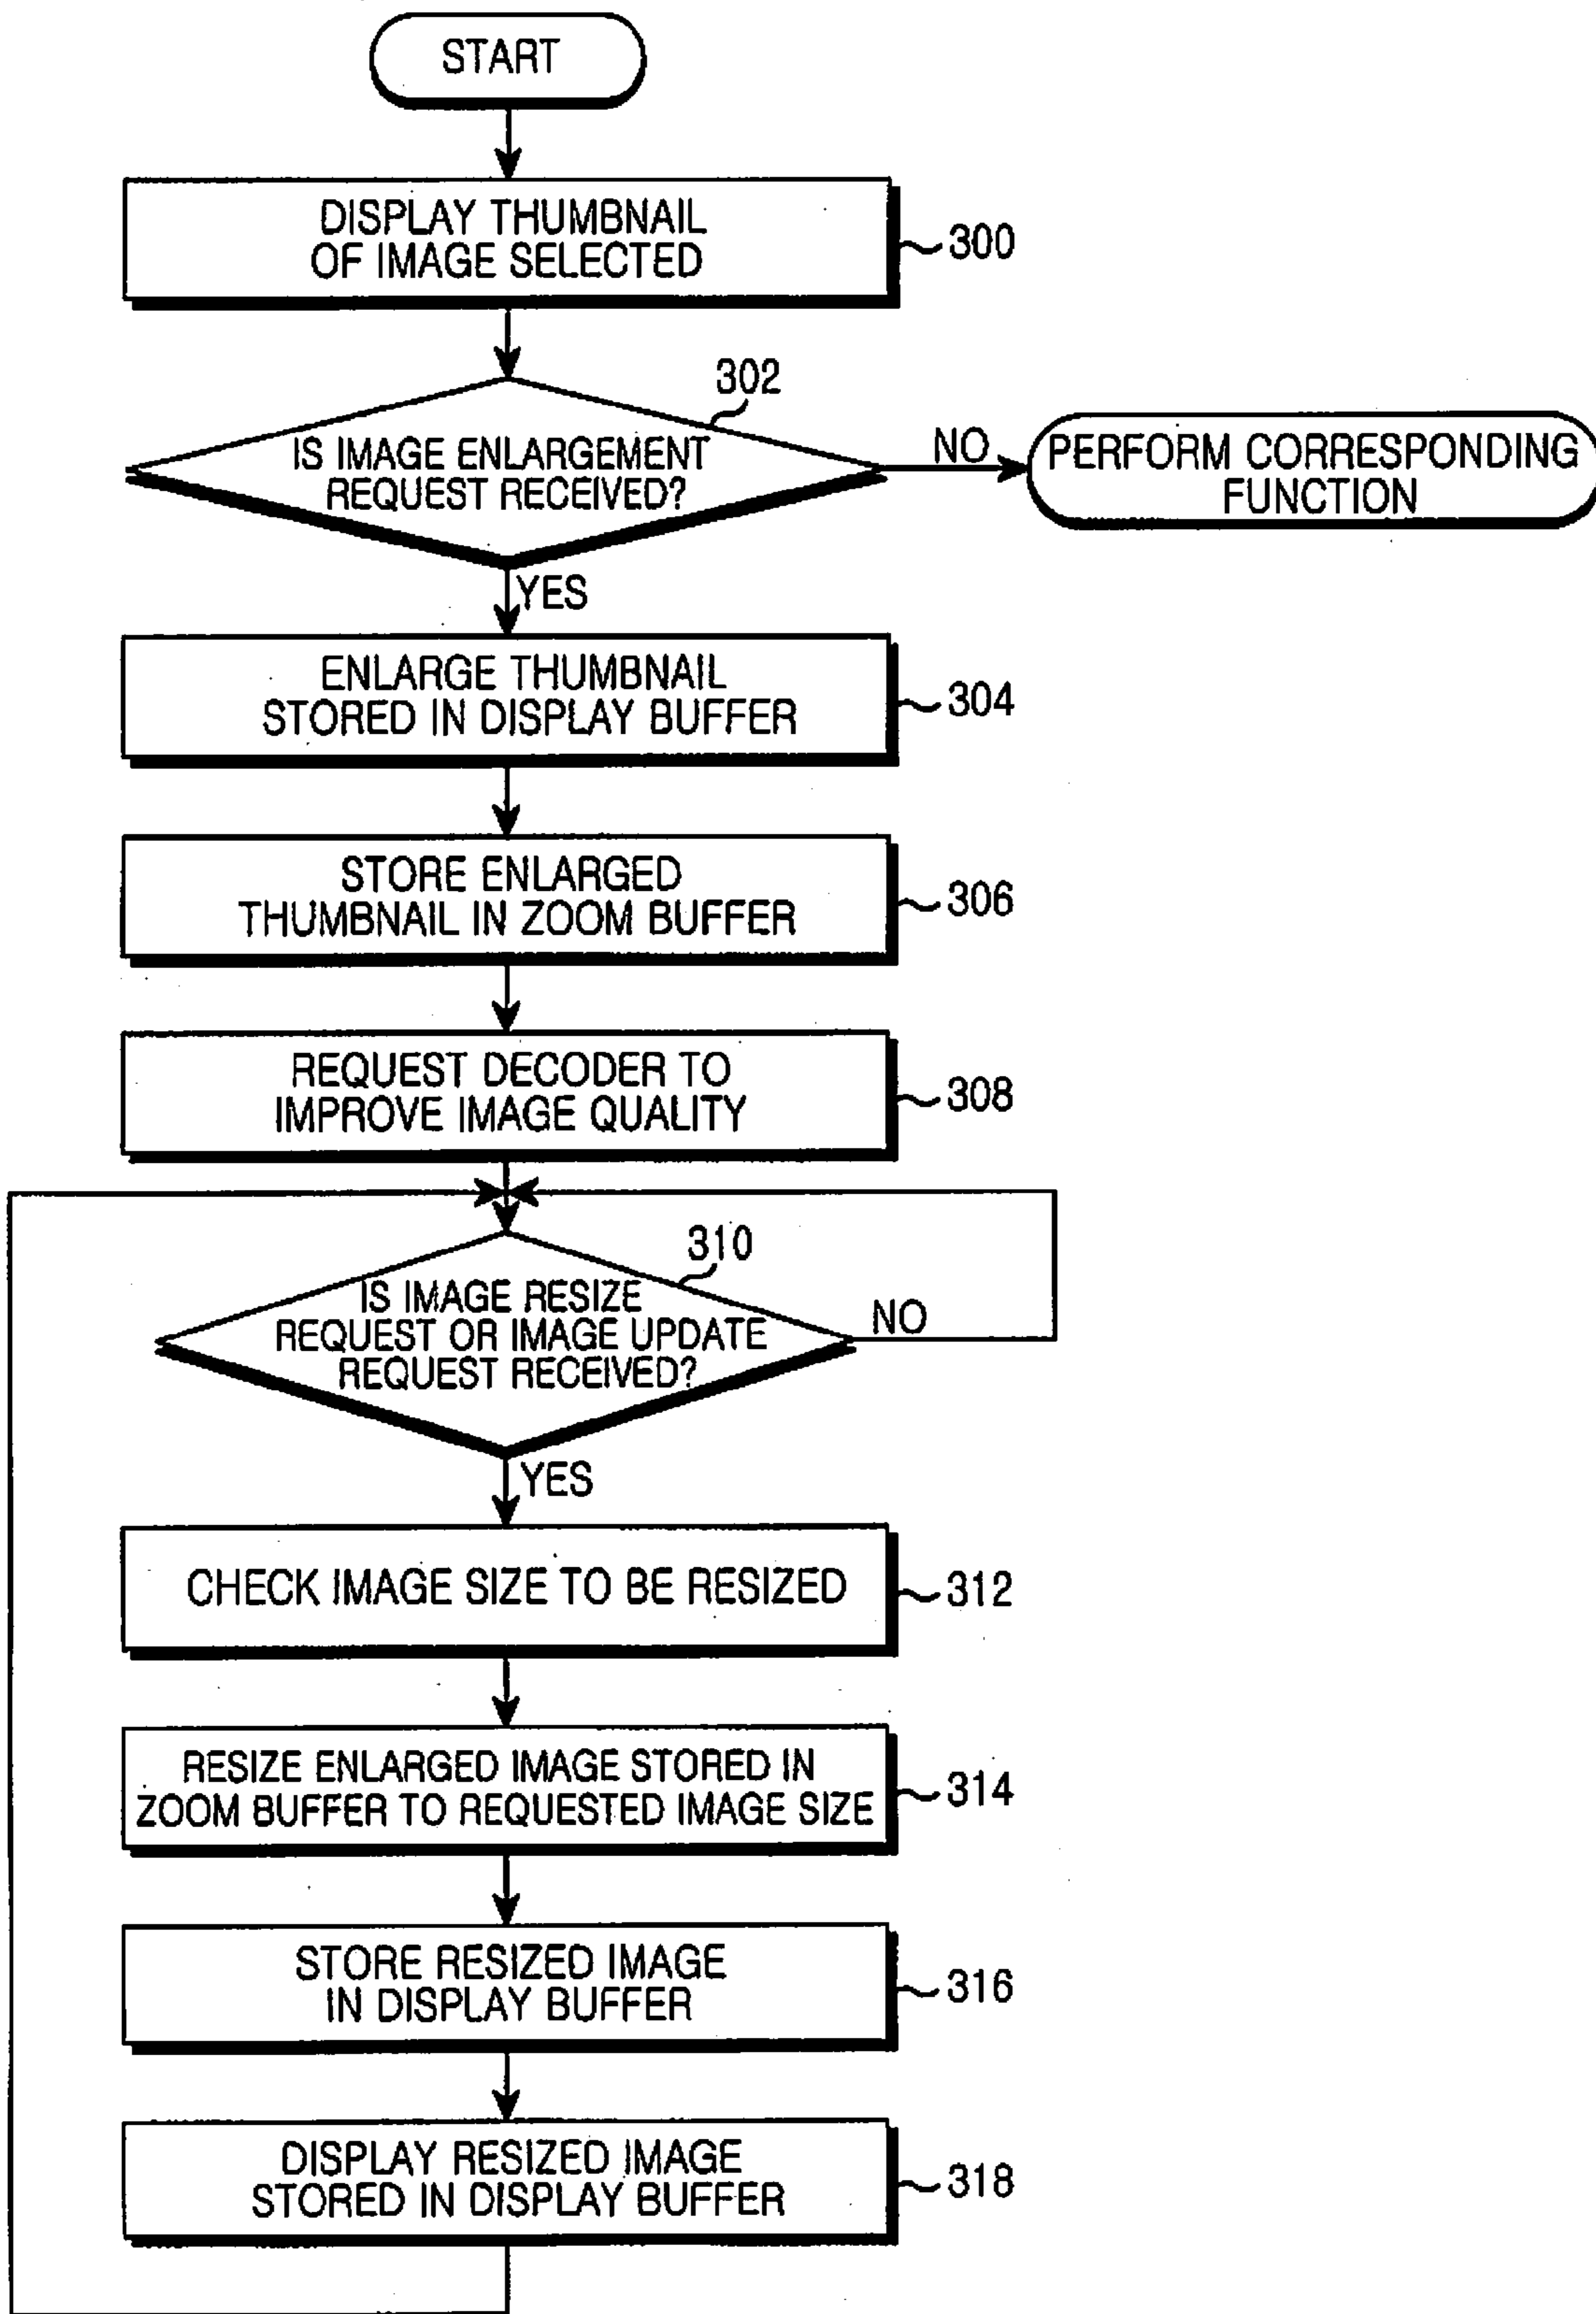 START
DISPLAY THUMBNAIL
OF IMAGE SELECTED
300
302
IS IMAGE ENLARGEMENT
REQUEST RECEIVED?
NO
PERFORM CORRESPONDING
FUNCTION
YES
ENLARGE THUMBNAIL
STORED IN DISPLAY BUFFER
304
STORE ENLARGED
THUMBNAIL IN ZOOM BUFFER
306
REQUEST DECODER TO
IMPROVE IMAGE QUALITY
308
310
IS IMAGE RESIZE
REQUEST OR IMAGE UPDATE
REQUEST RECEIVED?
NO
YES
CHECK IMAGE SIZE TO BE RESIZED
312
RESIZE ENLARGED IMAGE STORED IN
ZOOM BUFFER TO REQUESTED IMAGE SIZE
314
STORE RESIZED IMAGE
IN DISPLAY BUFFER
316
DISPLAY RESIZED IMAGE
STORED IN DISPLAY BUFFER
318